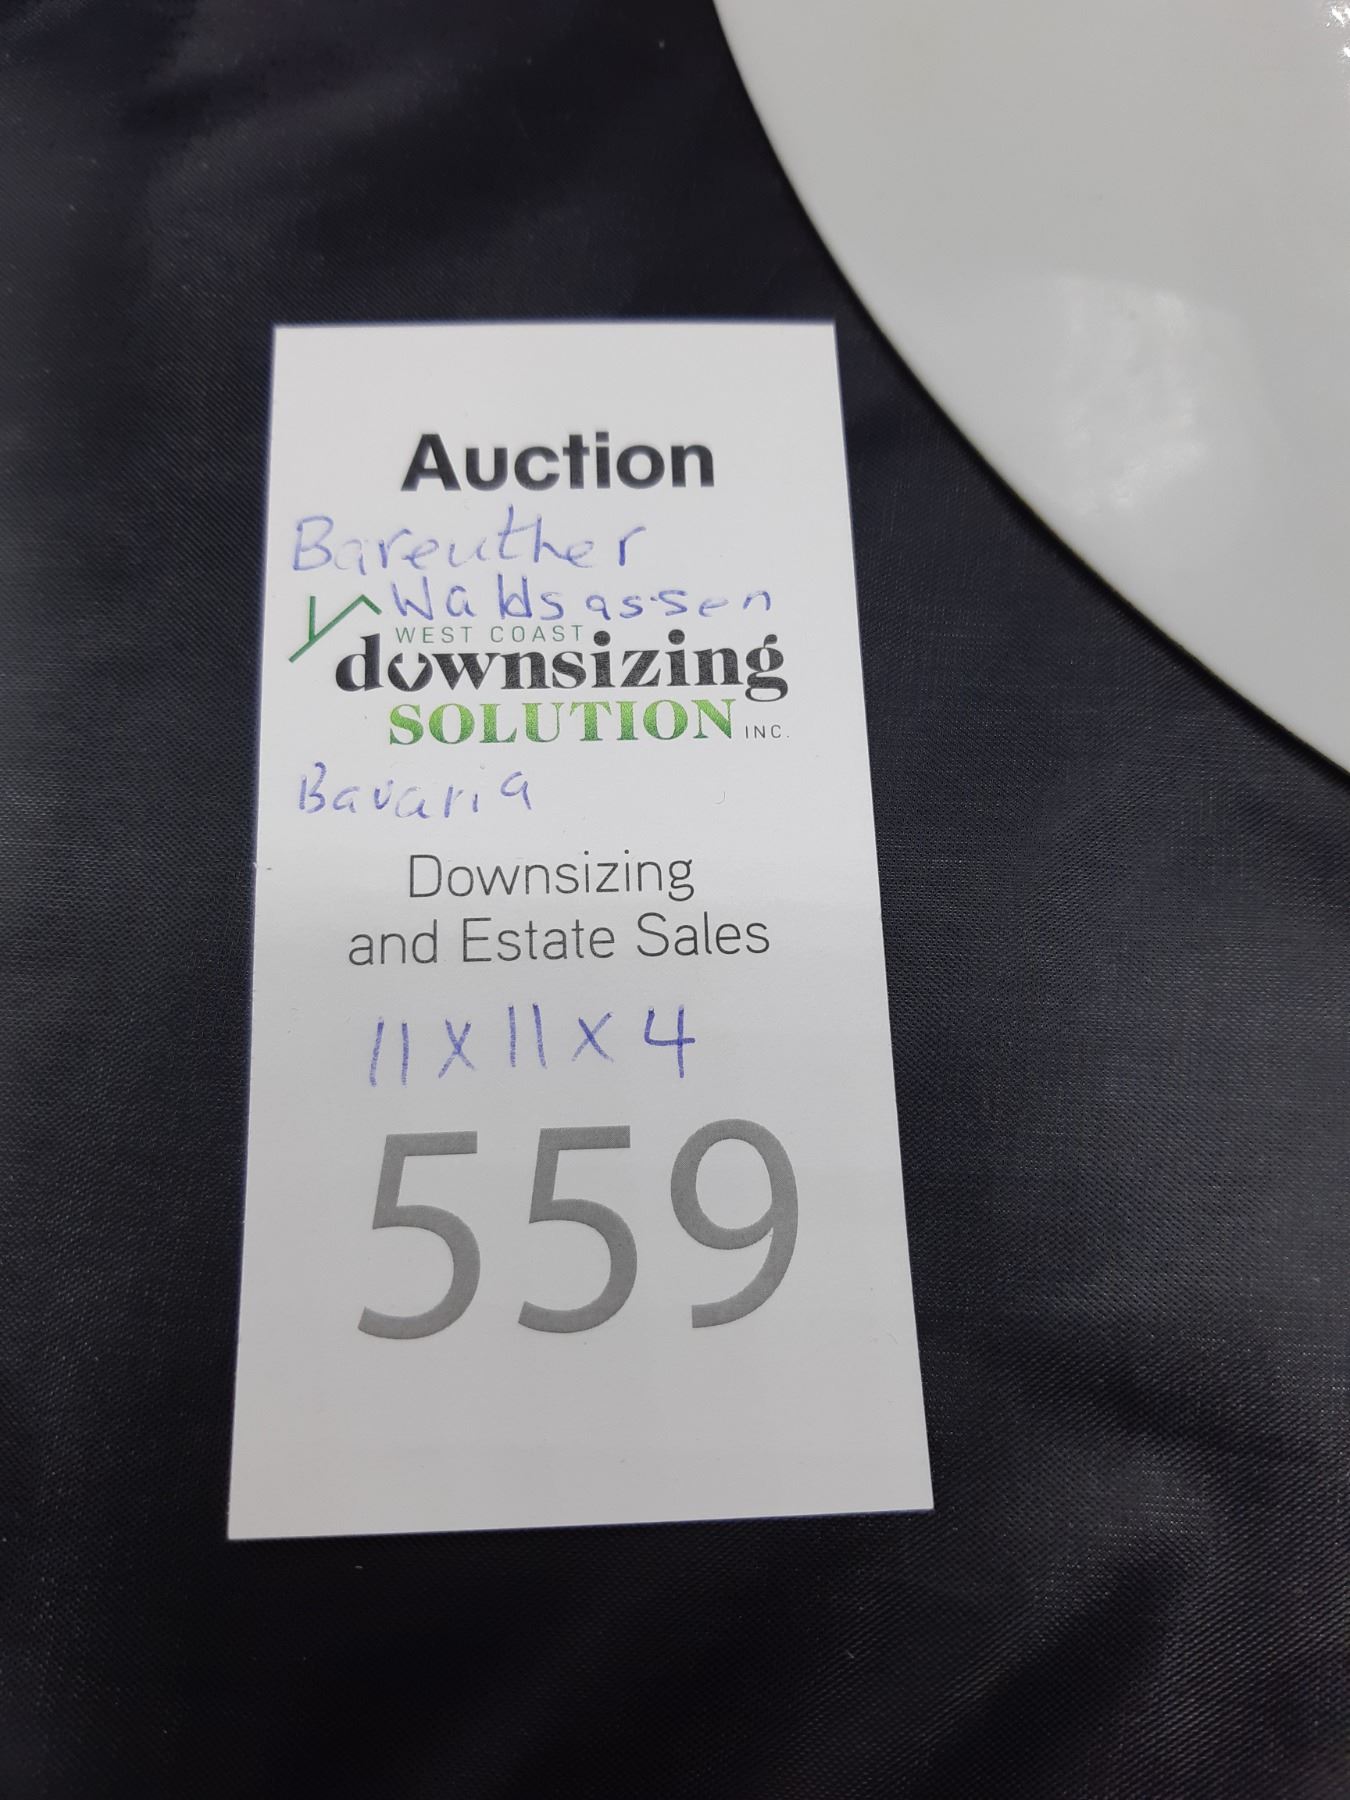 Auction
Bareuther
Waldsassen
WEST COAST
downsizing
SOLUTION INC.
Bavaria
Downsizing
and Estate Sales
11 x 11 x 4
559